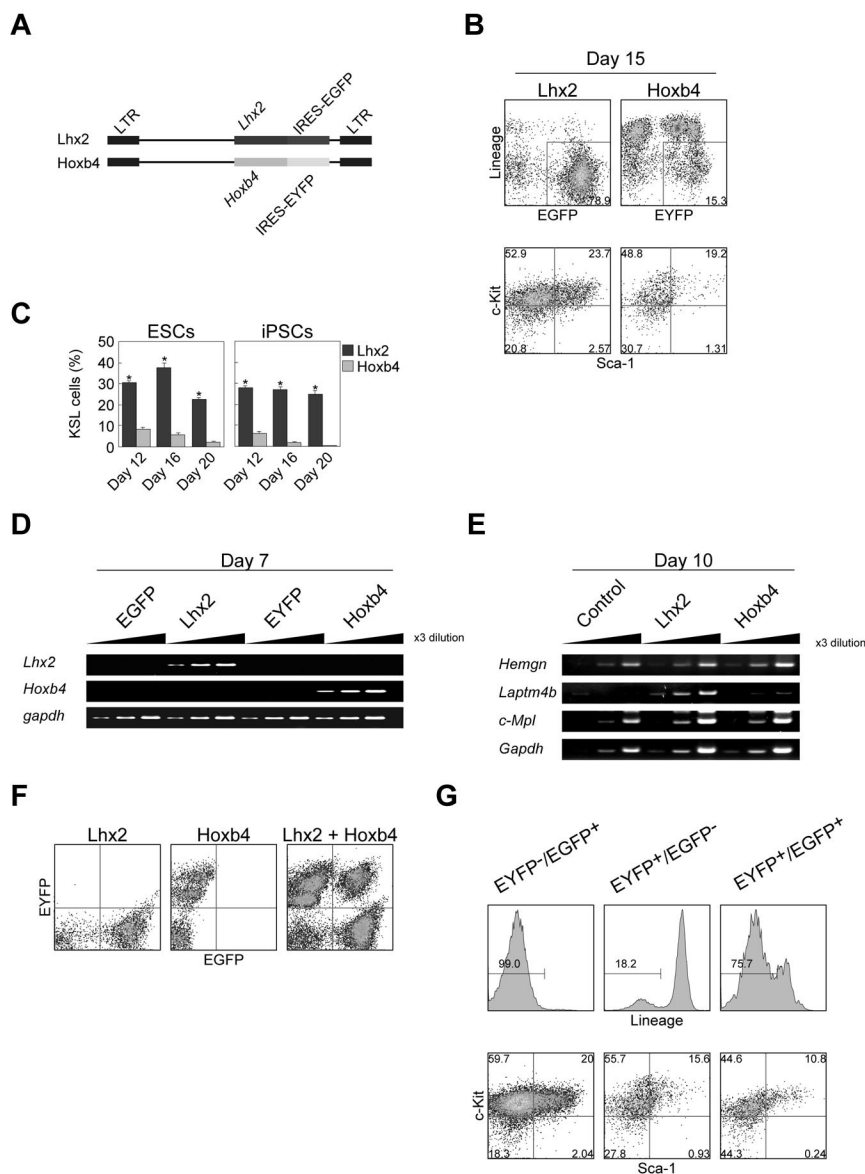 A
LTR
Lhx2
IRES-EGFP
LTR
Lhx2
Hoxb4
Hoxb4
IRES-EYFP
B
Day 15
Lhx2 Hoxb4
Lineage
78.9
15.3
EGFP EYFP
52.9 23.7 48.8 19.2
c-Kit
20.8 2.57 30.7 1.31
Sca-1
C
ESCs iPSCs
Lhx2
Hoxb4
KSL cells (%)
50
40
30
20
10
0
* * * * * *
Day 12 Day 16 Day 20 Day 12 Day 16 Day 20
D
Day 7
EGFP Lhx2 EYFP Hoxb4
x3 dilution
Lhx2
Hoxb4
gapdh
E
Day 10
Control Lhx2 Hoxb4
x3 dilution
Hemgn
Laptm4b
c-Mpl
Gapdh
F
Lhx2 Hoxb4 Lhx2 + Hoxb4
EYFP
EGFP
G
EYFP-/EGFP+ EYFP+/EGFP- EYFP+/EGFP+
99.0 18.2 75.7
Lineage
59.7 20 55.7 15.6 44.6 10.8
c-Kit
18.3 2.04 27.8 0.93 44.3 0.24
Sca-1